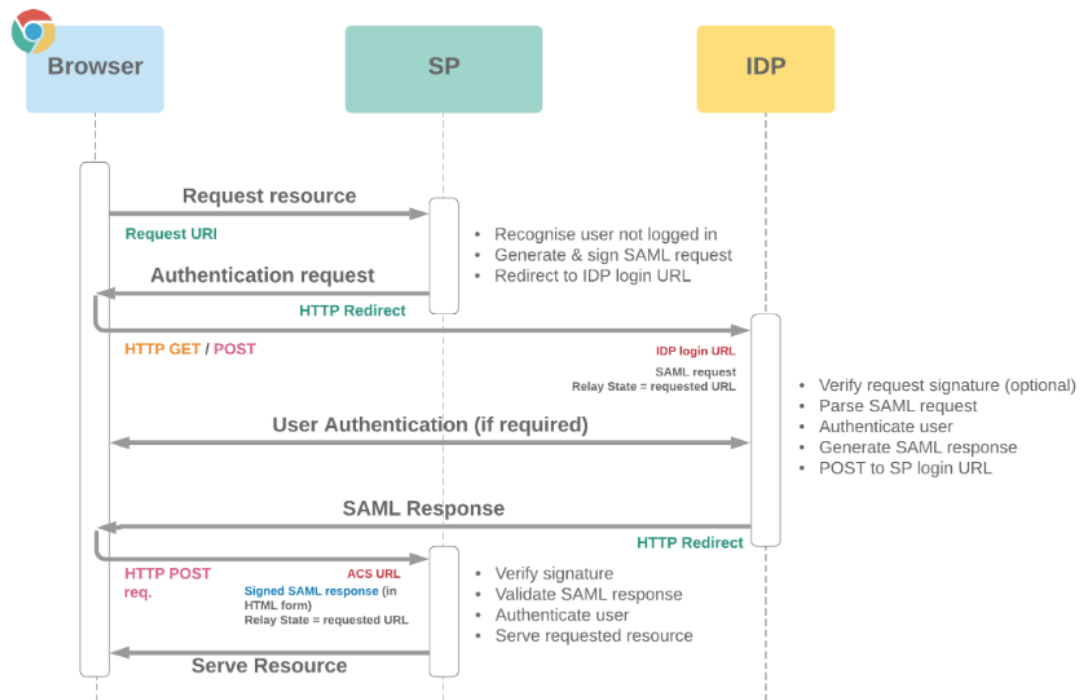 Browser
SP
IDP
Request resource
Request URI
• Recognise user not logged in
• Generate & sign SAML request
• Redirect to IDP login URL
Authentication request
HTTP Redirect
HTTP GET / POST
IDP login URL
SAML request
Relay State = requested URL
• Verify request signature (optional)
• Parse SAML request
• Authenticate user
• Generate SAML response
• POST to SP login URL
User Authentication (if required)
SAML Response
HTTP Redirect
HTTP POST
req.
ACS URL
Signed SAML response (in
HTML form)
Relay State = requested URL
• Verify signature
• Validate SAML response
• Authenticate user
• Serve requested resource
Serve Resource